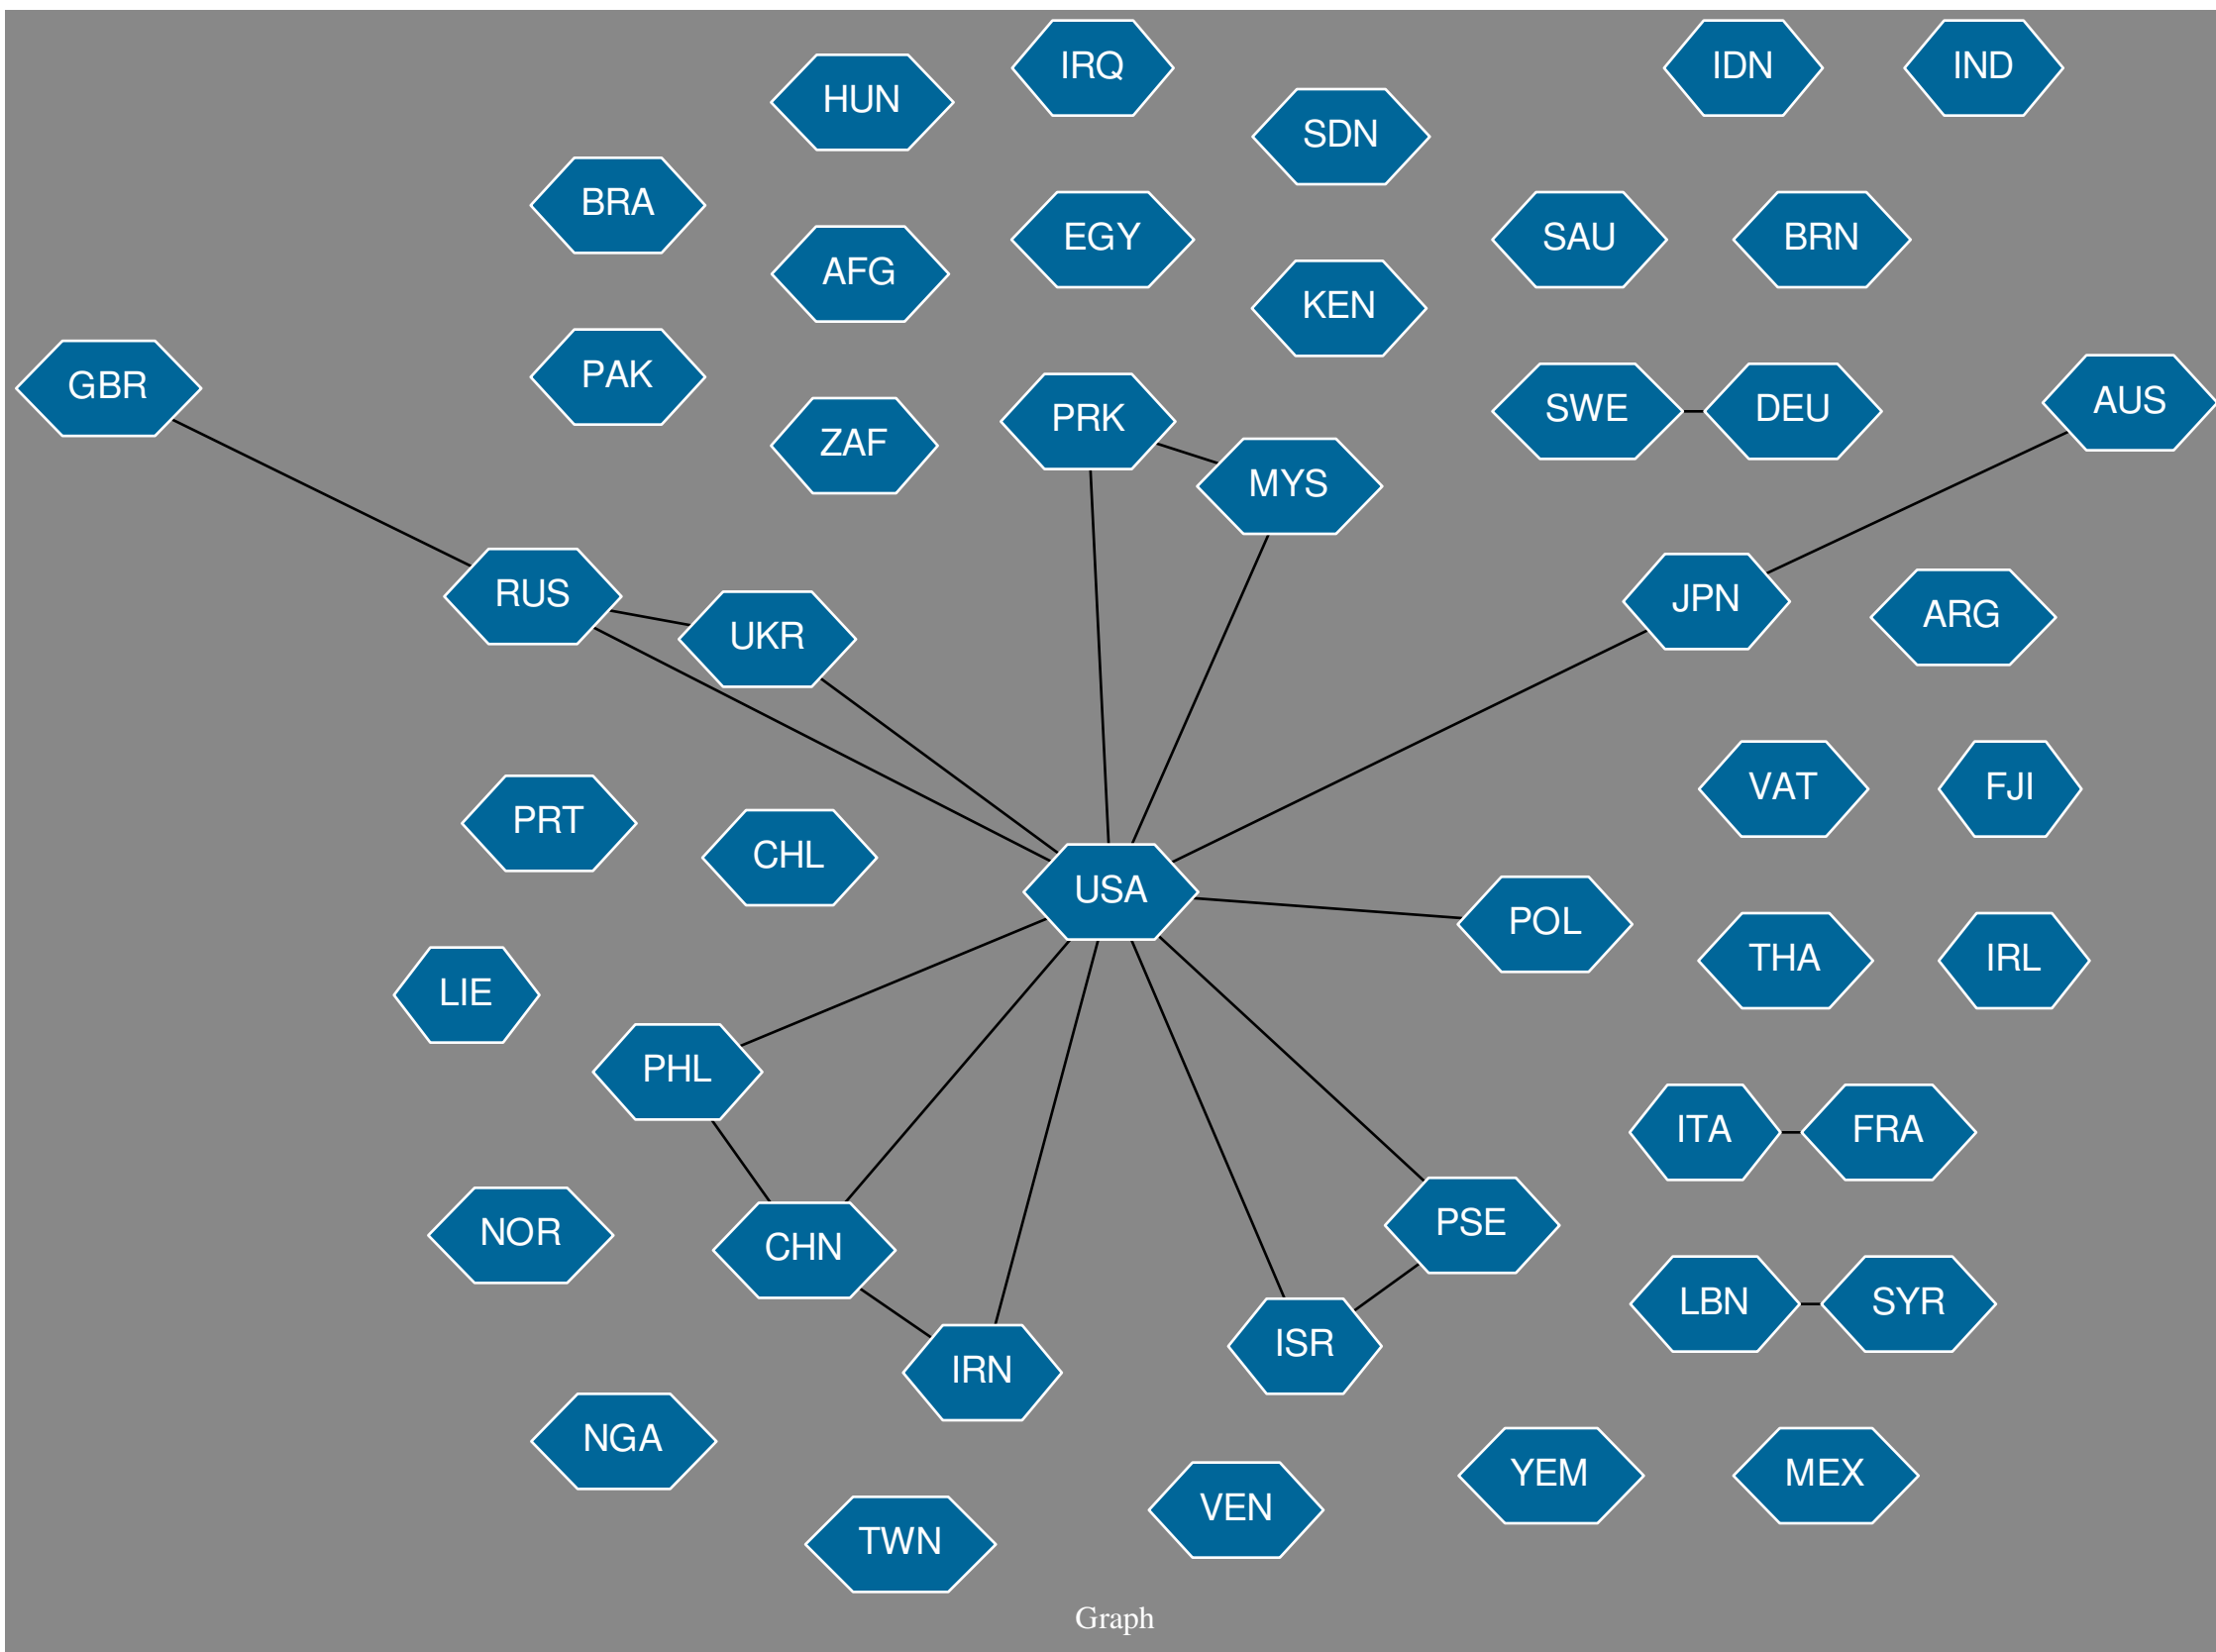 IRQ
IDN
IND
HUN
SDN
BRA
EGY
SAU
BRN
AFG
KEN
PAK
GBR
PRK
SWE
DEU
AUS
ZAF
MYS
RUS
JPN
ARG
UKR
VAT
FJI
PRT
CHL
USA
POL
THA
IRL
LIE
PHL
ITA
FRA
NOR
CHN
PSE
LBN
SYR
ISR
IRN
NGA
YEM
MEX
VEN
TWN
Graph